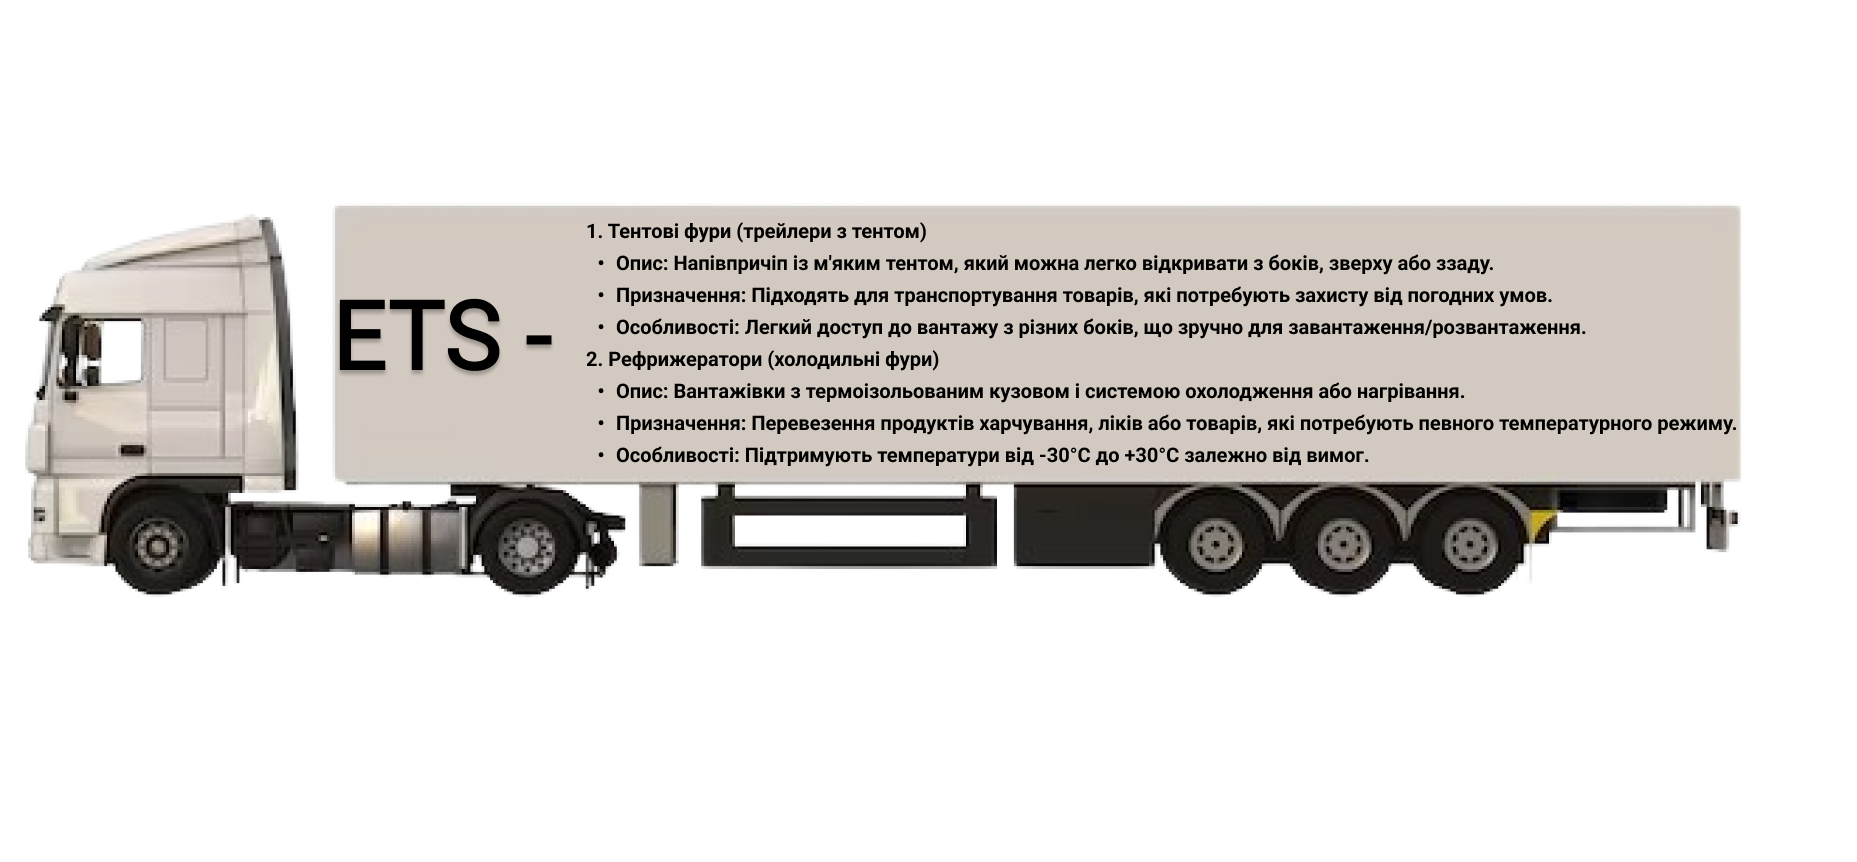 ETS -
1. Тентові фури (трейлери з тентом)
• Опис: Напівпричіп із м'яким тентом, який можна легко відкривати з боків, зверху або ззаду.
• Призначення: Підходять для транспортування товарів, які потребують захисту від погодних умов.
• Особливості: Легкий доступ до вантажу з різних боків, що зручно для завантаження/розвантаження.
2. Рефрижератори (холодильні фури)
• Опис: Вантажівки з термоізольованим кузовом і системою охолодження або нагрівання.
• Призначення: Перевезення продуктів харчування, ліків або товарів, які потребують певного температурного режиму.
• Особливості: Підтримують температури від -30°C до +30°C залежно від вимог.